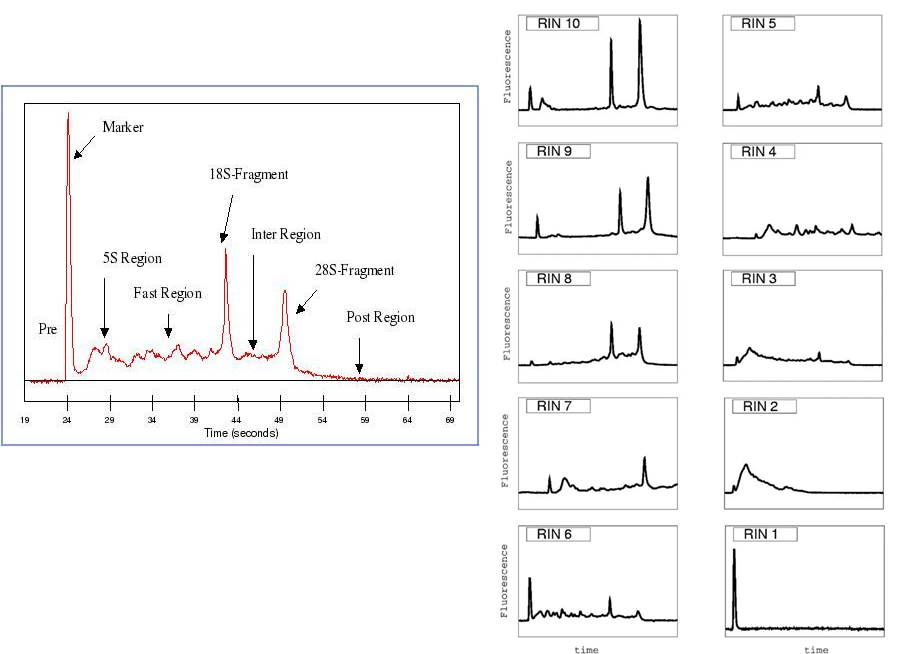 Marker
18S-Fragment
Inter Region
5S Region
28S-Fragment
Fast Region
Post Region
Pre
19 24 29 34 39 44 49 54 59 64 69
Time (seconds)
RIN 10
Fluorescence
RIN 9
Fluorescence
RIN 8
Fluorescence
RIN 7
Fluorescence
RIN 6
Fluorescence
time
RIN 5
RIN 4
RIN 3
RIN 2
RIN 1
time